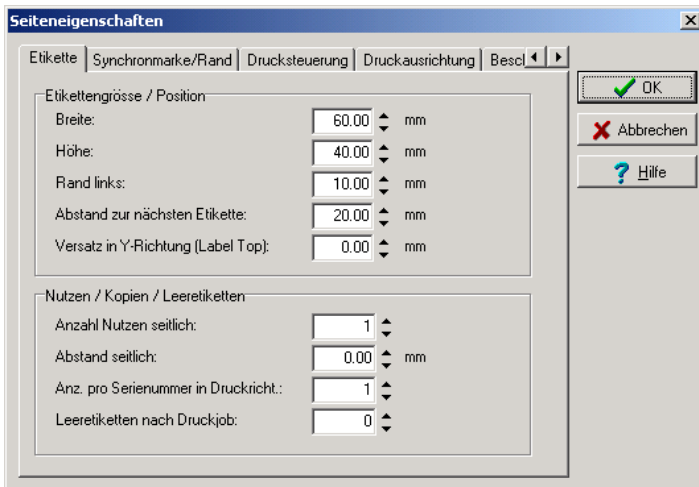 Seiteneigenschaften
Etikette Synchronmarke/Rand Drucksteuerung Druckausrichtung
Etikettengrösse / Position
Breite: 60.00 mm
Höhe: 40.00 mm
Rand links: 10.00 mm
Abstand zur nächsten Etikette: 20.00 mm
Versatz in Y-Richtung (Label Top): 0.00 mm
Nutzen / Kopien / Leeretiketten
Anzahl Nutzen seitlich: 1
Abstand seitlich: 0.00 mm
Anz. pro Serienummer in Druckricht.: 1
Leeretiketten nach Druckjob: 0
OK
Abbrechen
Hilfe